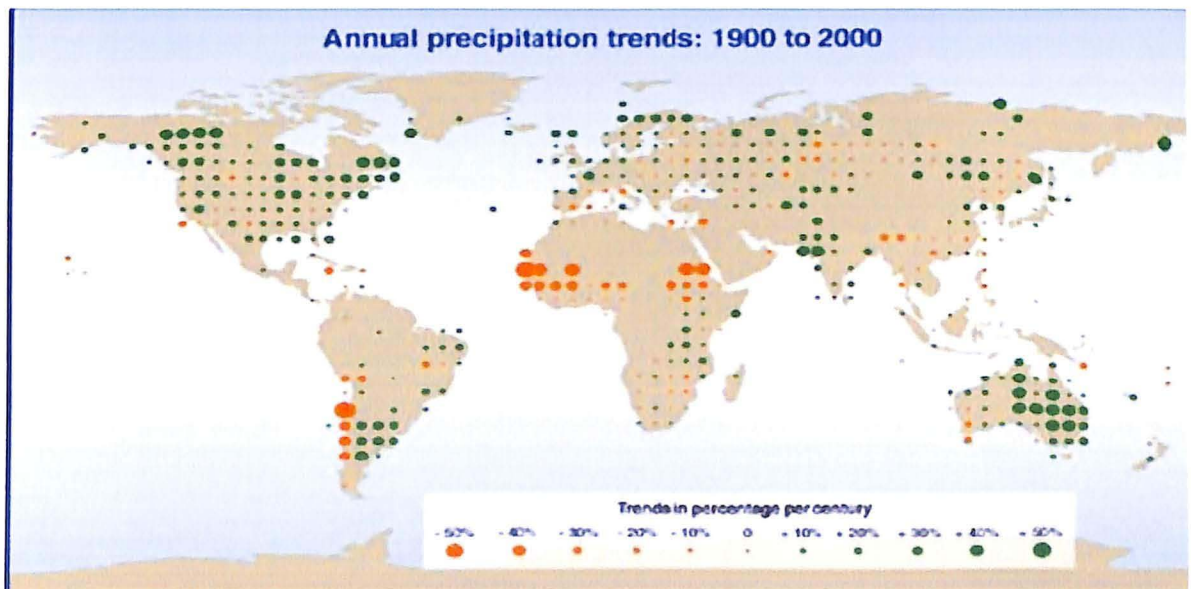 Annual precipitation trends: 1900 to 2000
Trends in percentage per century
- 50% - 40% - 30% - 20% - 10% 0 + 10% + 20% + 30% + 40% + 50%